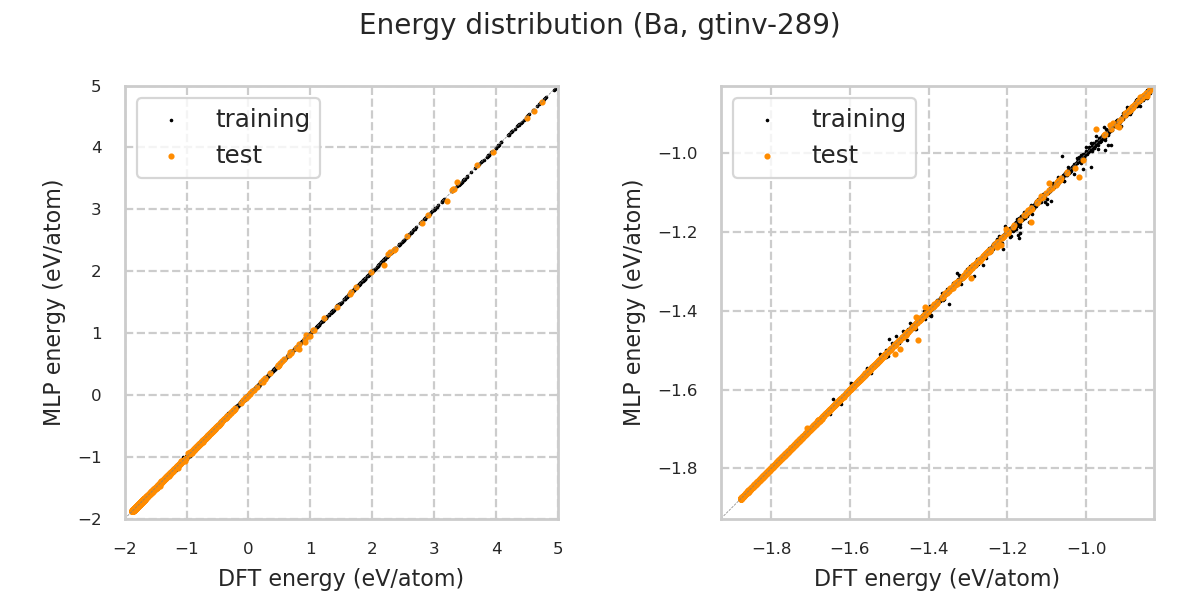 Energy distribution (Ba, gtinv-289)
training
test
5
4
3
2
1
0
−1
−2
−2
−1
0
1
2
3
4
5
MLP energy (eV/atom)
DFT energy (eV/atom)
training
test
−1.0
−1.2
−1.4
−1.6
−1.8
−1.8
−1.6
−1.4
−1.2
−1.0
MLP energy (eV/atom)
DFT energy (eV/atom)